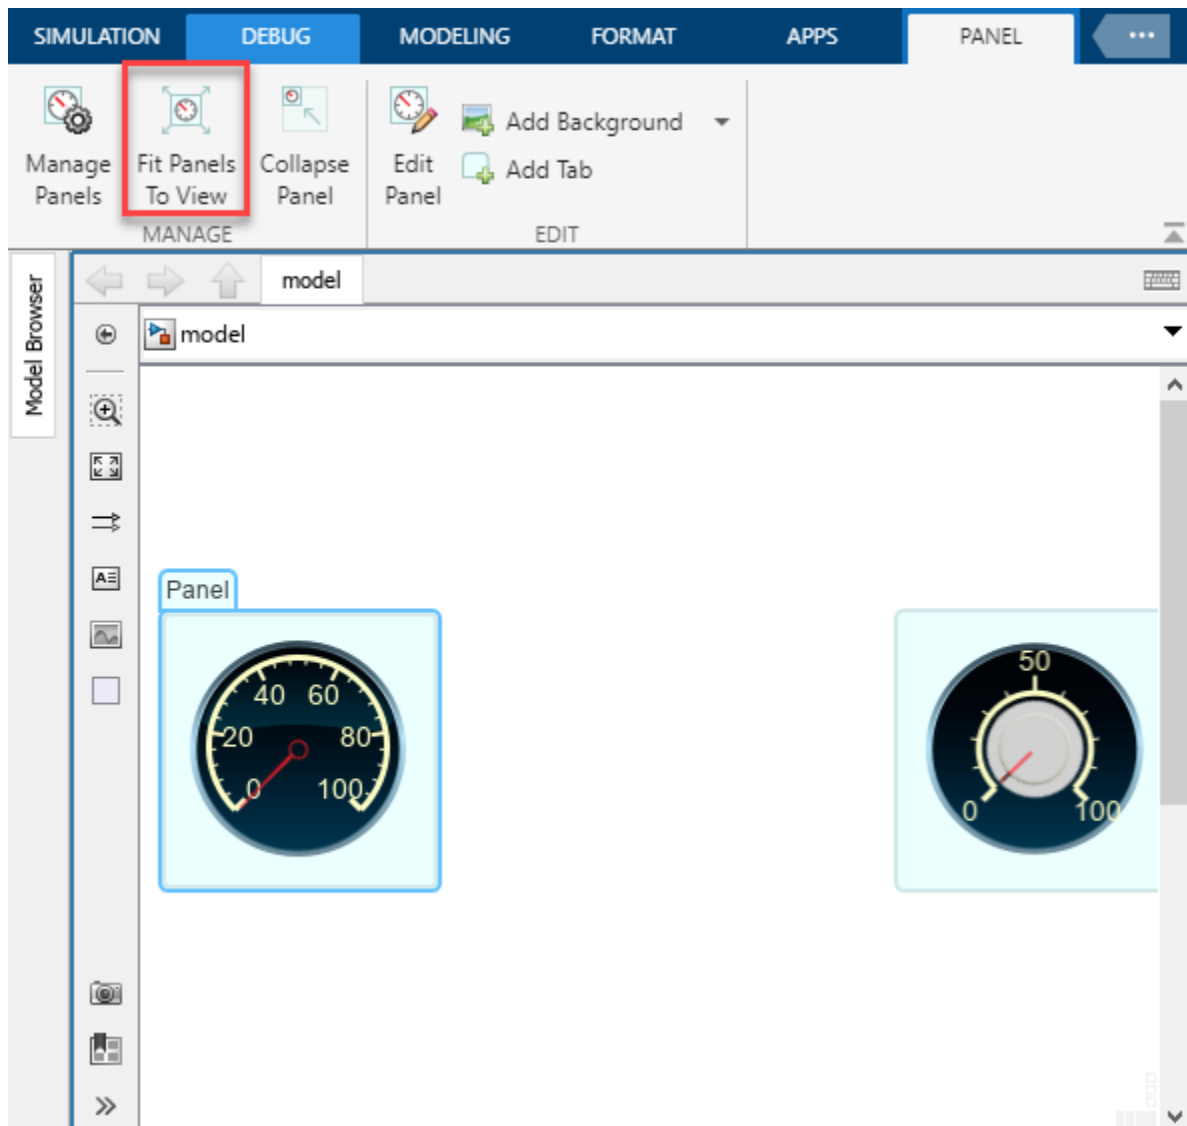 SIMULATION DEBUG MODELING FORMAT APPS PANEL
Manage Panels
Fit Panels To View
Collapse Panel
Edit Panel
Add Background
Add Tab
MANAGE EDIT
Model Browser
model
model
Panel
40 60
20 80
0 100
50
0 100